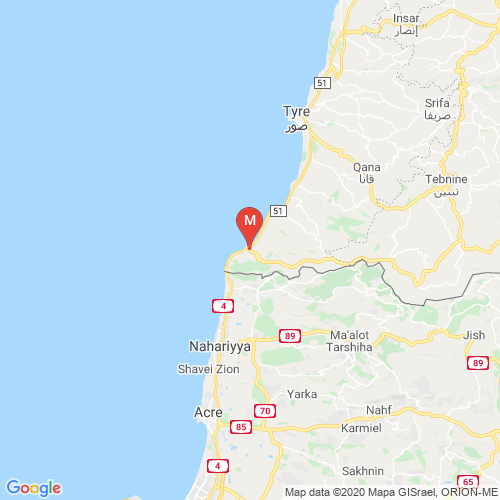 Insar
إنصار
51
Tyre
صور
Srifa
صريفا
Qana
قانا
Tebnine
تبنين
51
M
4
89
Ma'alot
Tarshiha
Jish
Nahariyya
89
Shavei Zion
Yarka
Acre
70
Nahf
85
Karmiel
4
Sakhnin
65
Google
Map data ©2020 Mapa GISrael, ORION-ME